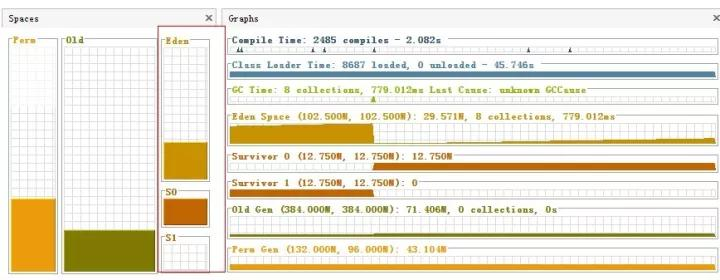 Spaces
Graphs
Perm
Old
Eden
S0
S1
Compile Time: 2485 compiles - 2.082s
Class Loader Time: 8687 loaded, 0 unloaded - 45.746s
GC Time: 8 collections, 779.012ms Last Cause: unknown GCCause
Eden Space (102.500M, 102.500M): 29.571M, 8 collections, 779.012ms
Survivor 0 (12.750M, 12.750M): 12.750M
Survivor 1 (12.750M, 12.750M): 0
Old Gen (384.000M, 384.000M): 71.406M, 0 collections, 0s
Perm Gen (132.000M, 96.000M): 43.104M